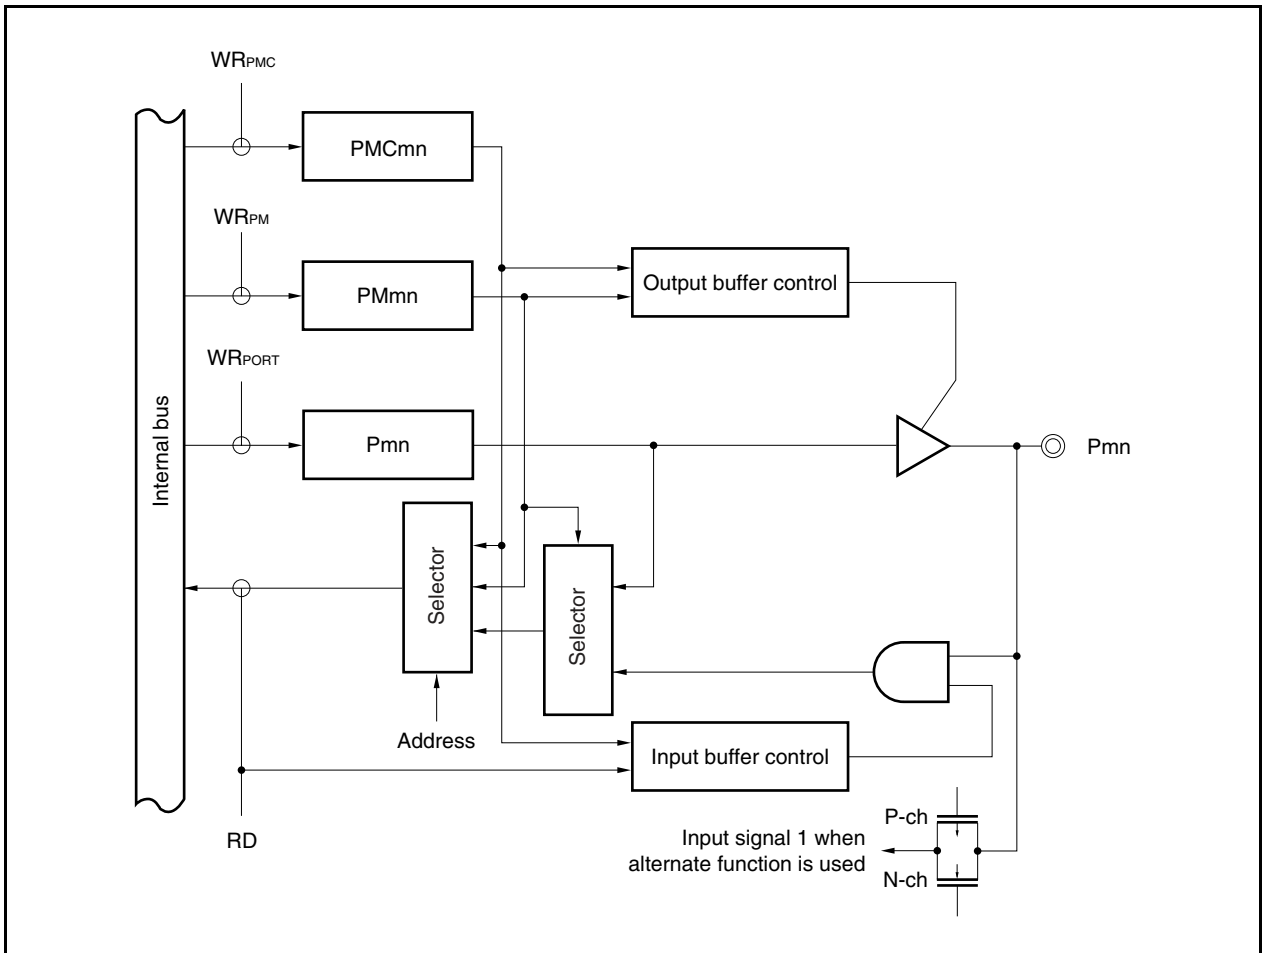 WRPMC
PMCmn
WRPM
PMmn
Output buffer control
WRPORT
Internal bus
Pmn
Pmn
Selector
Selector
Address
Input buffer control
RD
P-ch
Input signal 1 when
alternate function is used
N-ch